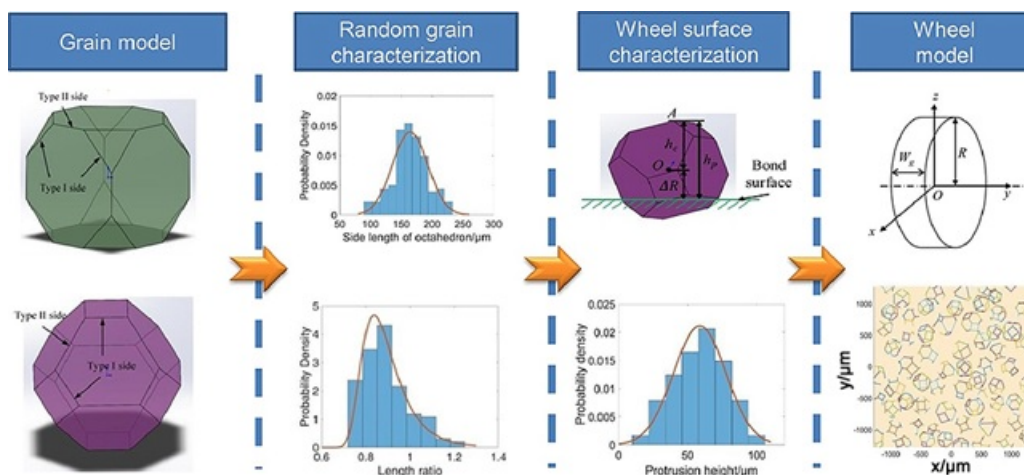 Grain model
Random grain
characterization
Wheel surface
characterization
Wheel
model
Type II side
Type I side
Probability Density
0.02
0.015
0.01
0.005
0
50
100
150
200
250
300
Side length of octahedron/μm
A
h_e
h_p
O
ΔR
Bond
surface
z
W_g
R
O
y
x
Type II side
Type I side
Probability density
5
4
3
2
1
0
0.6
0.8
1
1.2
1.4
Length ratio
Probability density
0.025
0.02
0.015
0.01
0.005
0
0
50
100
Protrusion height/μm
y/μm
1000
500
0
-500
-1000
-1000
-500
0
500
1000
x/μm